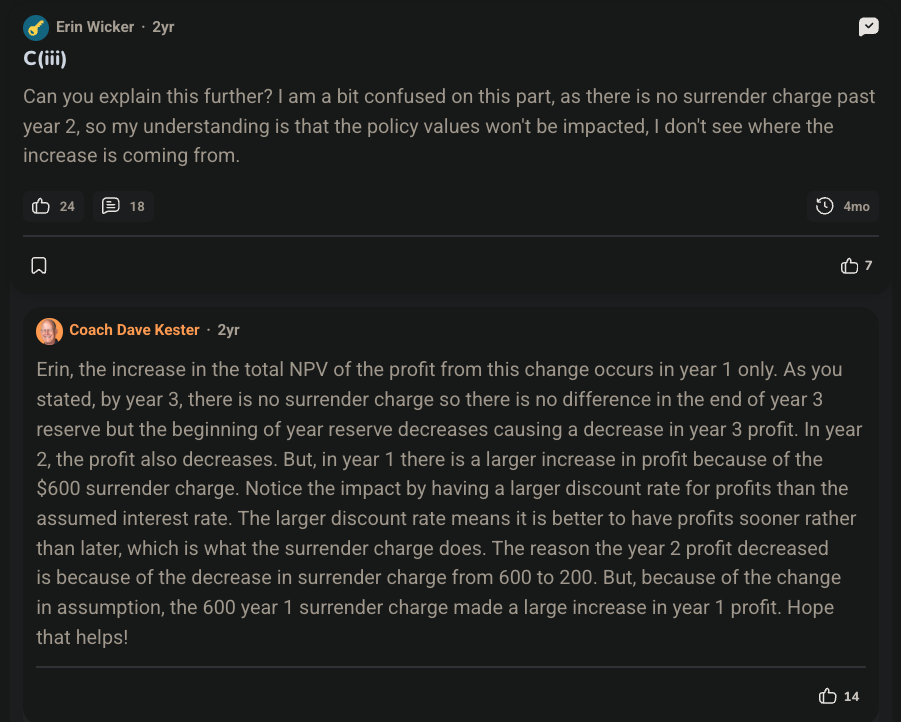 Erin Wicker · 2yr
C(iii)
Can you explain this further? I am a bit confused on this part, as there is no surrender charge past
year 2, so my understanding is that the policy values won't be impacted, I don't see where the
increase is coming from.
24 18 4mo
7
Coach Dave Kester · 2yr
Erin, the increase in the total NPV of the profit from this change occurs in year 1 only. As you
stated, by year 3, there is no surrender charge so there is no difference in the end of year 3
reserve but the beginning of year reserve decreases causing a decrease in year 3 profit. In year
2, the profit also decreases. But, in year 1 there is a larger increase in profit because of the
$600 surrender charge. Notice the impact by having a larger discount rate for profits than the
assumed interest rate. The larger discount rate means it is better to have profits sooner rather
than later, which is what the surrender charge does. The reason the year 2 profit decreased
is because of the decrease in surrender charge from 600 to 200. But, because of the change
in assumption, the 600 year 1 surrender charge made a large increase in year 1 profit. Hope
that helps!
14